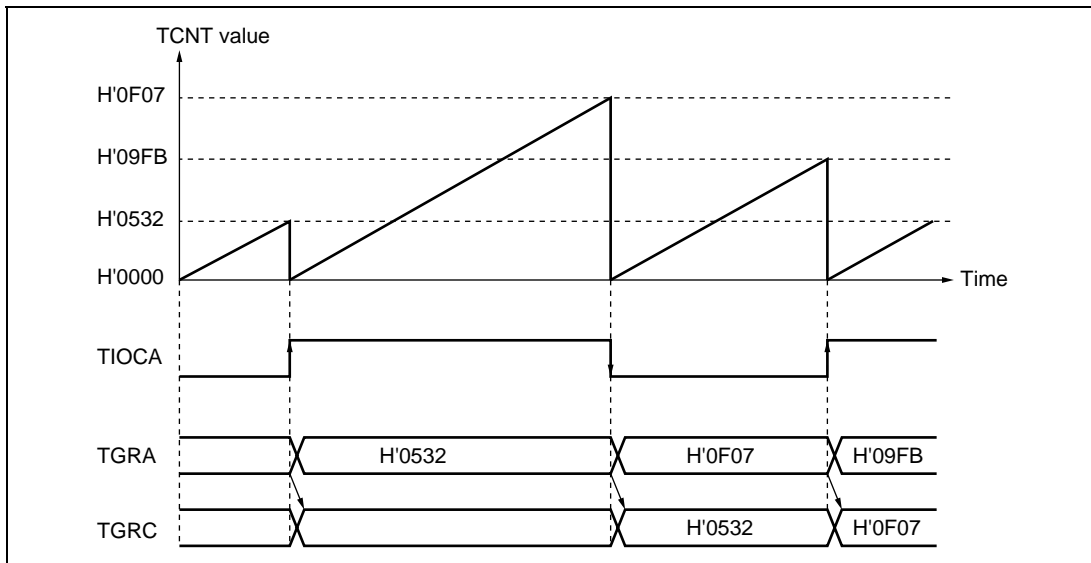 TCNT value
H'0F07
H'09FB
H'0532
H'0000
Time
TIOCA
TGRA H'0532 H'0F07 H'09FB
TGRC H'0532 H'0F07